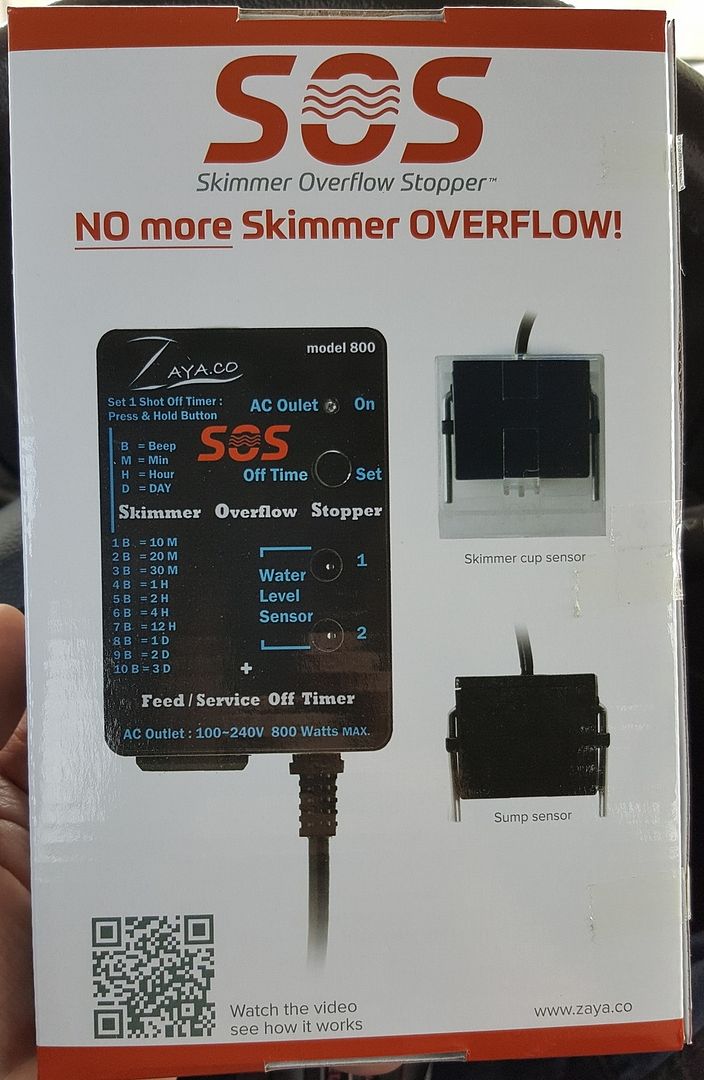 SOS
Skimmer Overflow Stopper™
NO more Skimmer OVERFLOW!
ZAYA.CO
model 800
Set 1 Shot Off Timer :
Press & Hold Button
AC Oulet On
B = Beep
M = Min
H = Hour
D = DAY
SOS
Off Time Set
Skimmer Overflow Stopper
1 B = 10 M
2 B = 20 M
3 B = 30 M
4 B = 1 H
5 B = 2 H
6 B = 4 H
7 B = 12 H
8 B = 1 D
9 B = 2 D
10 B = 3 D
Water
Level
Sensor
1
2
+
Feed / Service Off Timer
AC Outlet : 100~240V 800 Watts MAX.
Skimmer cup sensor
Sump sensor
Watch the video
see how it works
www.zaya.co